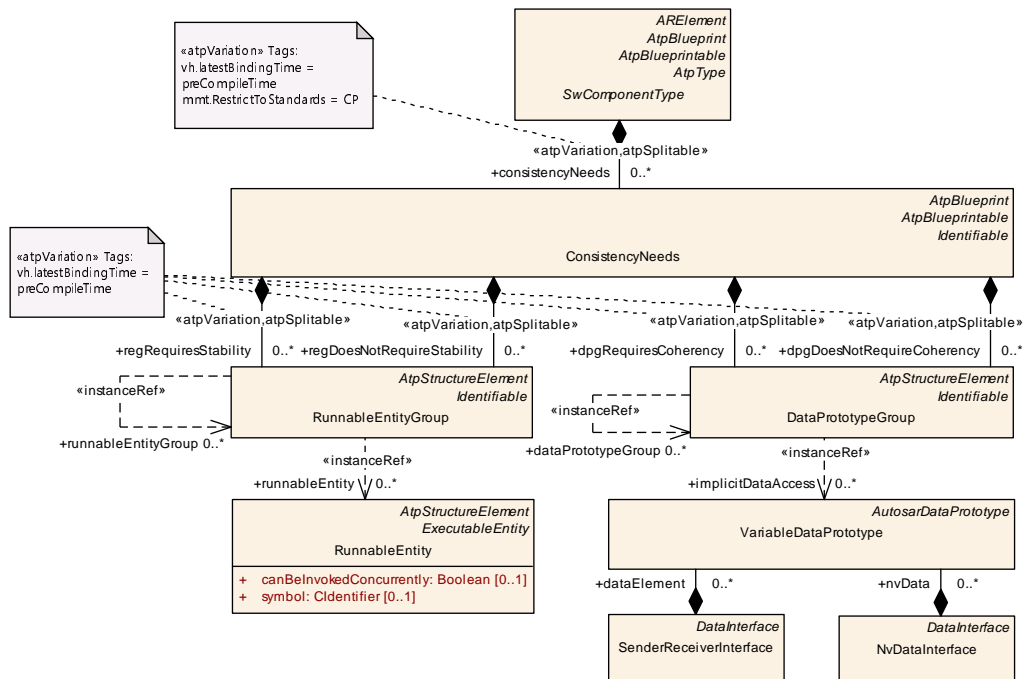 ARElement
AtpBlueprint
AtpBlueprintable
AtpType
SwComponentType
«atpVariation» Tags:
vh.latestBindingTime =
preCompileTime
mmt.RestrictToStandards = CP
«atpVariation,atpSplitable»
+consistencyNeeds 0..*
AtpBlueprint
AtpBlueprintable
Identifiable
ConsistencyNeeds
«atpVariation» Tags:
vh.latestBindingTime =
preCompileTime
«atpVariation,atpSplitable» «atpVariation,atpSplitable» «atpVariation,atpSplitable» «atpVariation,atpSplitable»
+regRequiresStability 0..* +regDoesNotRequireStability 0..* +dpgRequiresCoherency 0..* +dpgDoesNotRequireCoherency 0..*
AtpStructureElement
Identifiable
RunnableEntityGroup
«instanceRef»
+runnableEntityGroup 0..*
AtpStructureElement
Identifiable
DataPrototypeGroup
«instanceRef»
+dataPrototypeGroup 0..*
«instanceRef»
+runnableEntity 0..*
«instanceRef»
+implicitDataAccess 0..*
AtpStructureElement
ExecutableEntity
RunnableEntity
+ canBeInvokedConcurrently: Boolean [0..1]
+ symbol: CIdentifier [0..1]
AutosarDataPrototype
VariableDataPrototype
+dataElement 0..*
+nvData 0..*
DataInterface
SenderReceiverInterface
DataInterface
NvDataInterface